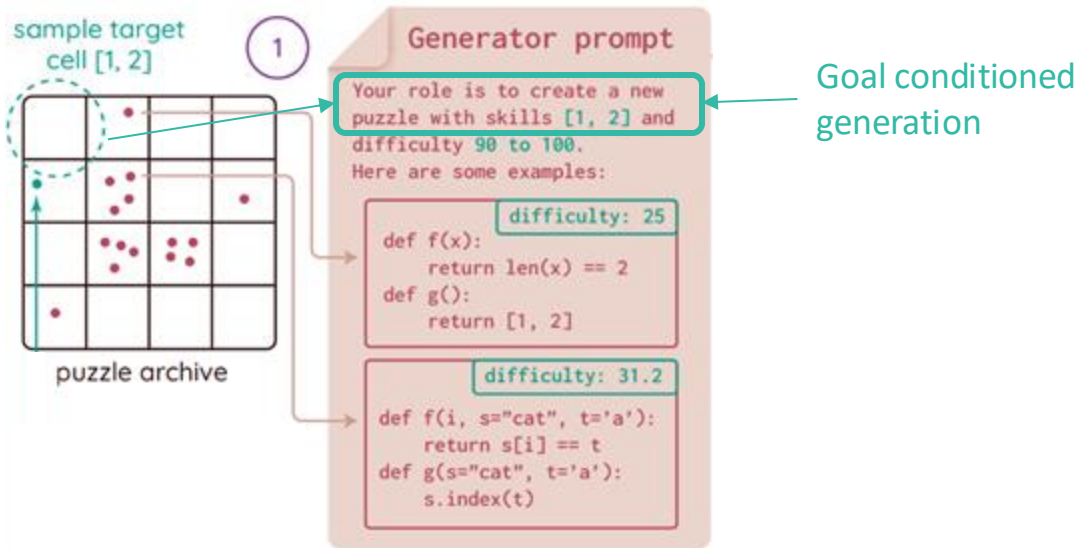 sample target
cell [1, 2]
puzzle archive
1
Generator prompt
Your role is to create a new
puzzle with skills [1, 2] and
difficulty 90 to 100.
Here are some examples:
difficulty: 25
def f(x):
    return len(x) == 2
def g():
    return [1, 2]
difficulty: 31.2
def f(i, s="cat", t='a'):
    return s[i] == t
def g(s="cat", t='a'):
    s.index(t)
Goal conditioned
generation